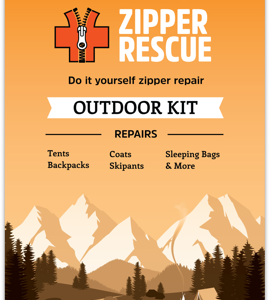 ZIPPER
RESCUE
Do it yourself zipper repair
OUTDOOR KIT
REPAIRS
Tents Coats Sleeping Bags
Backpacks Skipants & More